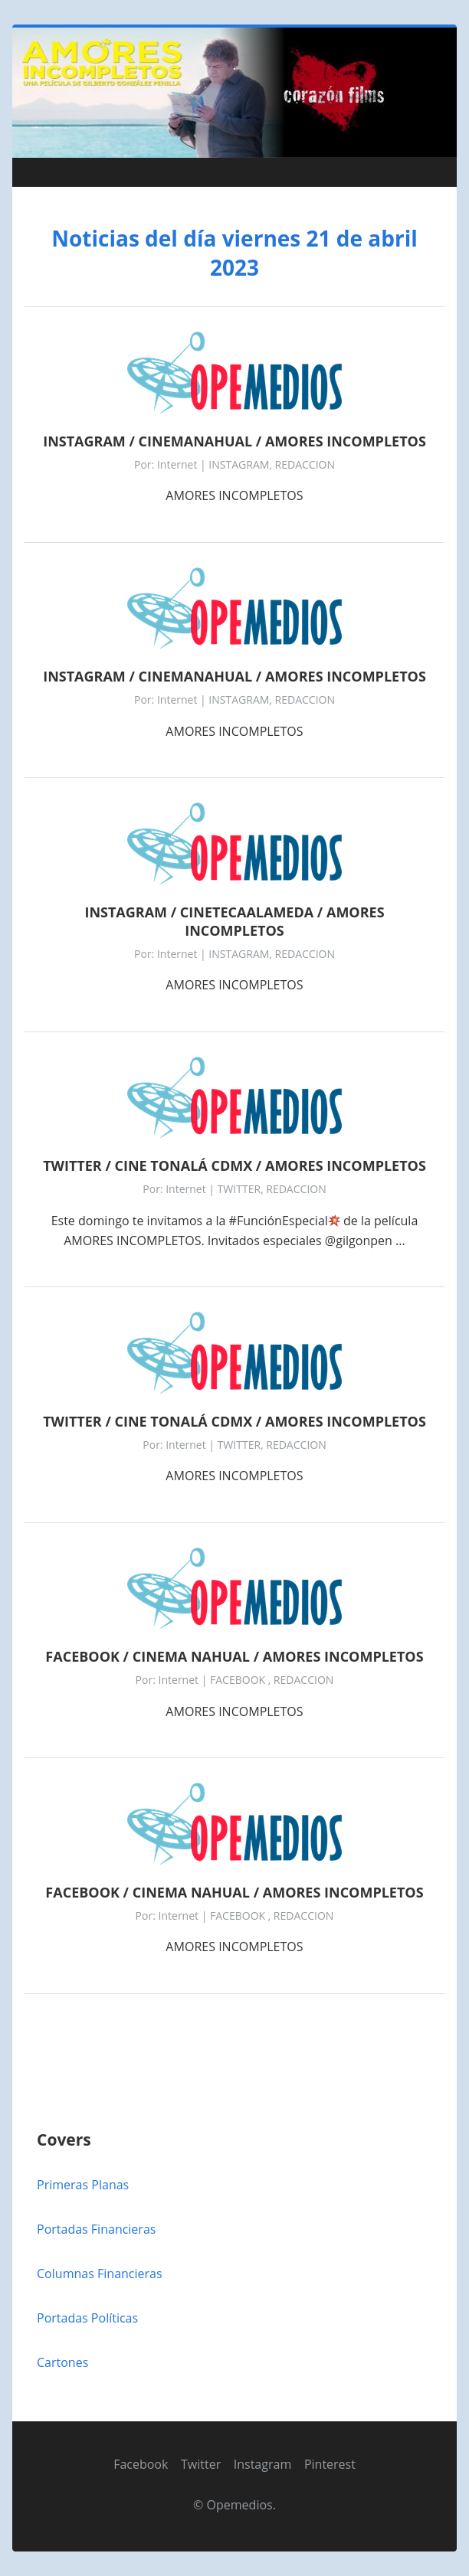 AMORES
INCOMPLETOS
UNA PELÍCULA DE GILBERTO GONZÁLEZ PENILLA
corazón films
Noticias del día viernes 21 de abril
2023
OPEMEDIOS
INSTAGRAM / CINEMANAHUAL / AMORES INCOMPLETOS
Por: Internet | INSTAGRAM, REDACCION
AMORES INCOMPLETOS
OPEMEDIOS
INSTAGRAM / CINEMANAHUAL / AMORES INCOMPLETOS
Por: Internet | INSTAGRAM, REDACCION
AMORES INCOMPLETOS
OPEMEDIOS
INSTAGRAM / CINETECAALAMEDA / AMORES
INCOMPLETOS
Por: Internet | INSTAGRAM, REDACCION
AMORES INCOMPLETOS
OPEMEDIOS
TWITTER / CINE TONALÁ CDMX / AMORES INCOMPLETOS
Por: Internet | TWITTER, REDACCION
Este domingo te invitamos a la #FunciónEspecial💥 de la película
AMORES INCOMPLETOS. Invitados especiales @gilgonpen ...
OPEMEDIOS
TWITTER / CINE TONALÁ CDMX / AMORES INCOMPLETOS
Por: Internet | TWITTER, REDACCION
AMORES INCOMPLETOS
OPEMEDIOS
FACEBOOK / CINEMA NAHUAL / AMORES INCOMPLETOS
Por: Internet | FACEBOOK , REDACCION
AMORES INCOMPLETOS
OPEMEDIOS
FACEBOOK / CINEMA NAHUAL / AMORES INCOMPLETOS
Por: Internet | FACEBOOK , REDACCION
AMORES INCOMPLETOS
Covers
Primeras Planas
Portadas Financieras
Columnas Financieras
Portadas Políticas
Cartones
Facebook Twitter Instagram Pinterest
© Opemedios.